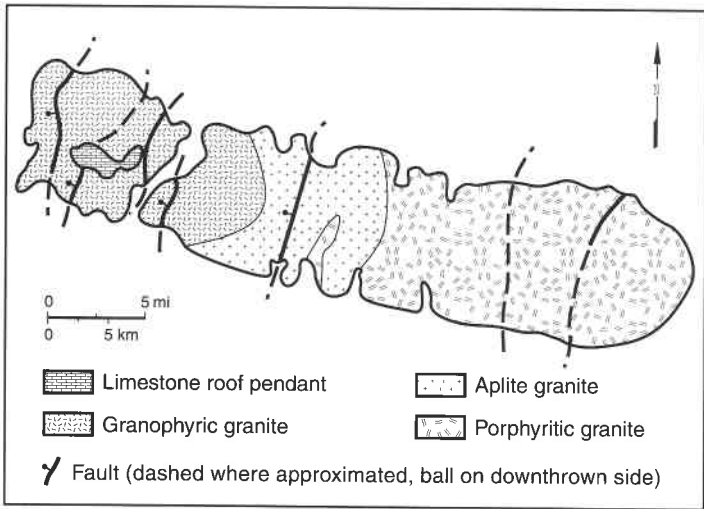 0 5 mi
0 5 km
Limestone roof pendant
Granophyric granite
Aplite granite
Porphyritic granite
Fault (dashed where approximated, ball on downthrown side)